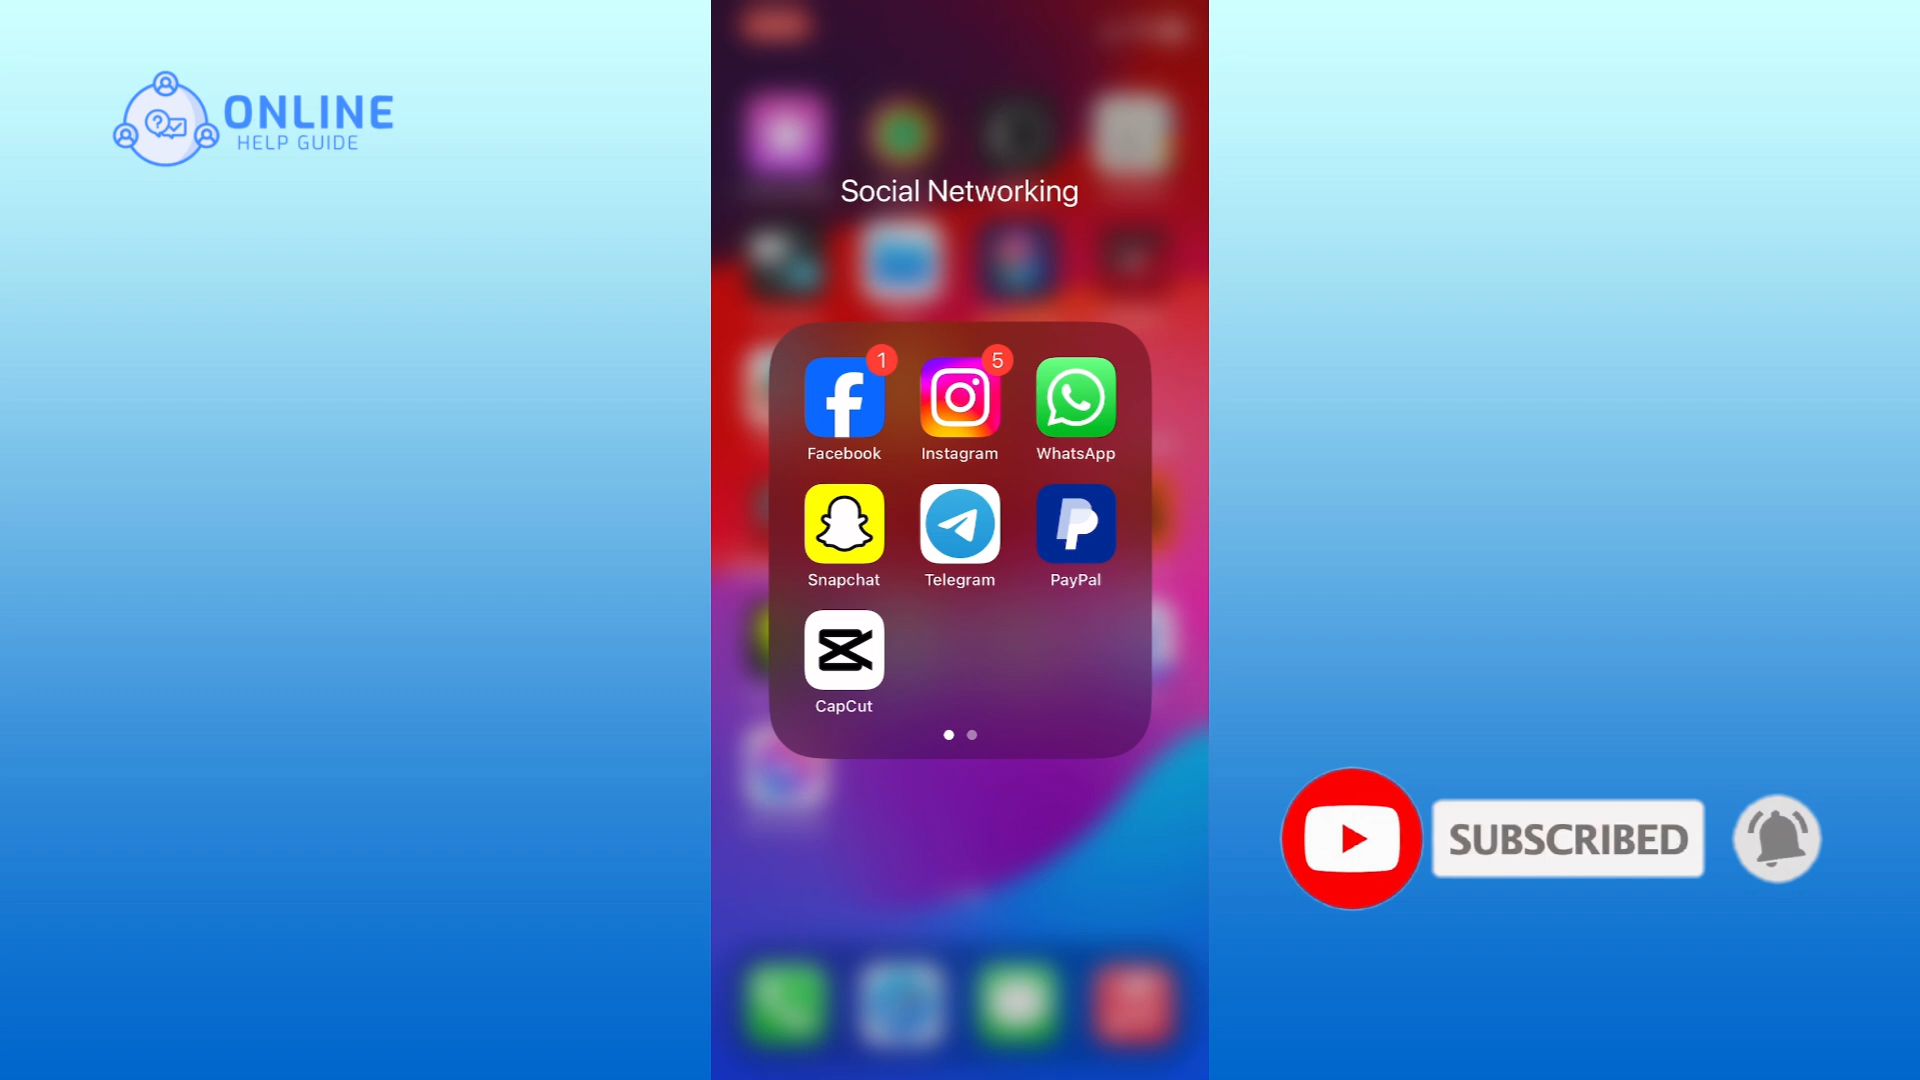 ONLINE
HELP GUIDE
Social Networking
1
5
Facebook
Instagram
WhatsApp
Snapchat
Telegram
PayPal
CapCut
SUBSCRIBED